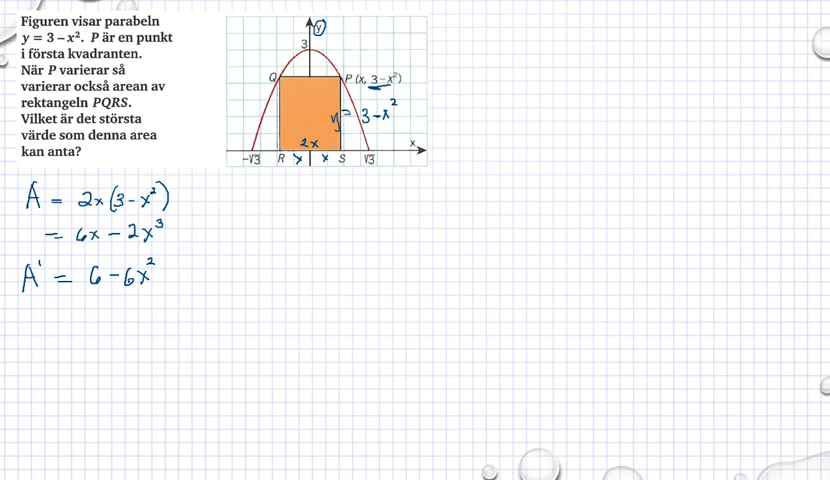 Figuren visar parabeln
y = 3 – x². P är en punkt
i första kvadranten.
När P varierar så
varierar också arean av
rektangeln PQRS.
Vilket är det största
värde som denna area
kan anta?
y
3
Q
P (x, 3–x²)
y = 3-x²
2x
x
-√3
R
x
x
S
√3
A = 2x(3-x²)
= 6x - 2x³
A' = 6 - 6x²